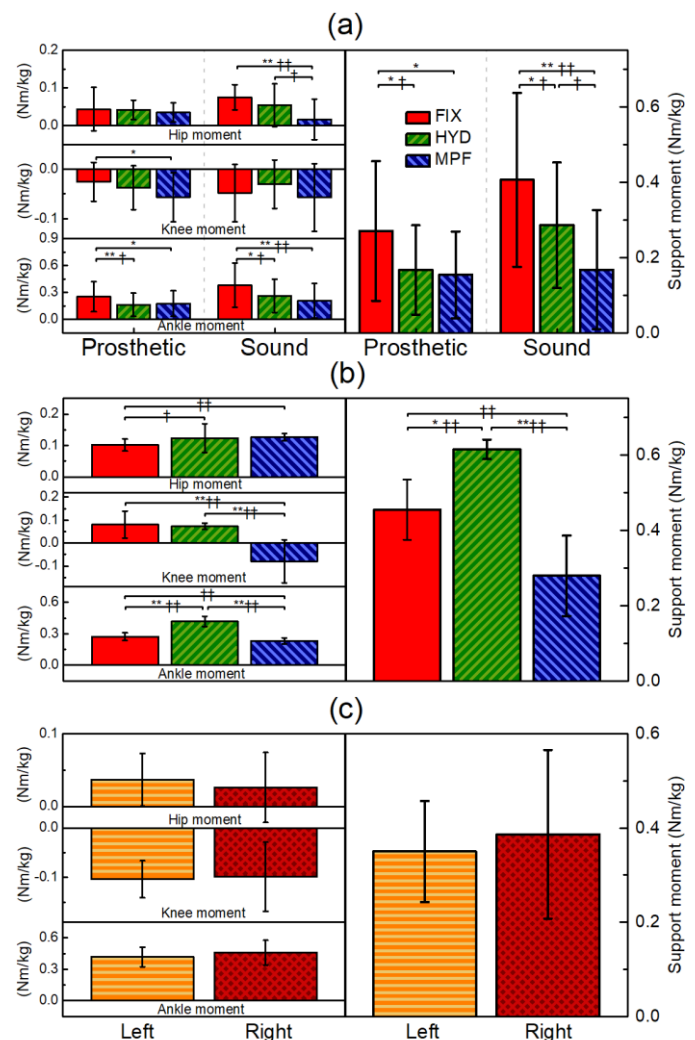 (a)
(Nm/kg)
0.2
0.1
0.0
** ††
†
Hip moment
(Nm/kg)
0.0
-0.1
*
Knee moment
(Nm/kg)
0.9
0.6
0.3
0.0
*
** †
** ††
* †
Ankle moment
Prosthetic Sound
*
* †
** ††
* † †
FIX
HYD
MPF
0.6
0.4
0.2
0.0
Support moment (Nm/kg)
Prosthetic Sound
(b)
(Nm/kg)
0.2
0.1
0.0
††
†
Hip moment
(Nm/kg)
0.2
0.1
0.0
-0.1
**††
**††
Knee moment
(Nm/kg)
0.6
0.3
0.0
††
** †† **††
Ankle moment
††
* †† **††
0.6
0.4
0.2
0.0
Support moment (Nm/kg)
(c)
(Nm/kg)
0.1
0.0
Hip moment
(Nm/kg)
0.0
-0.1
Knee moment
(Nm/kg)
0.6
0.3
0.0
Ankle moment
Left Right
0.6
0.4
0.2
0.0
Support moment (Nm/kg)
Left Right